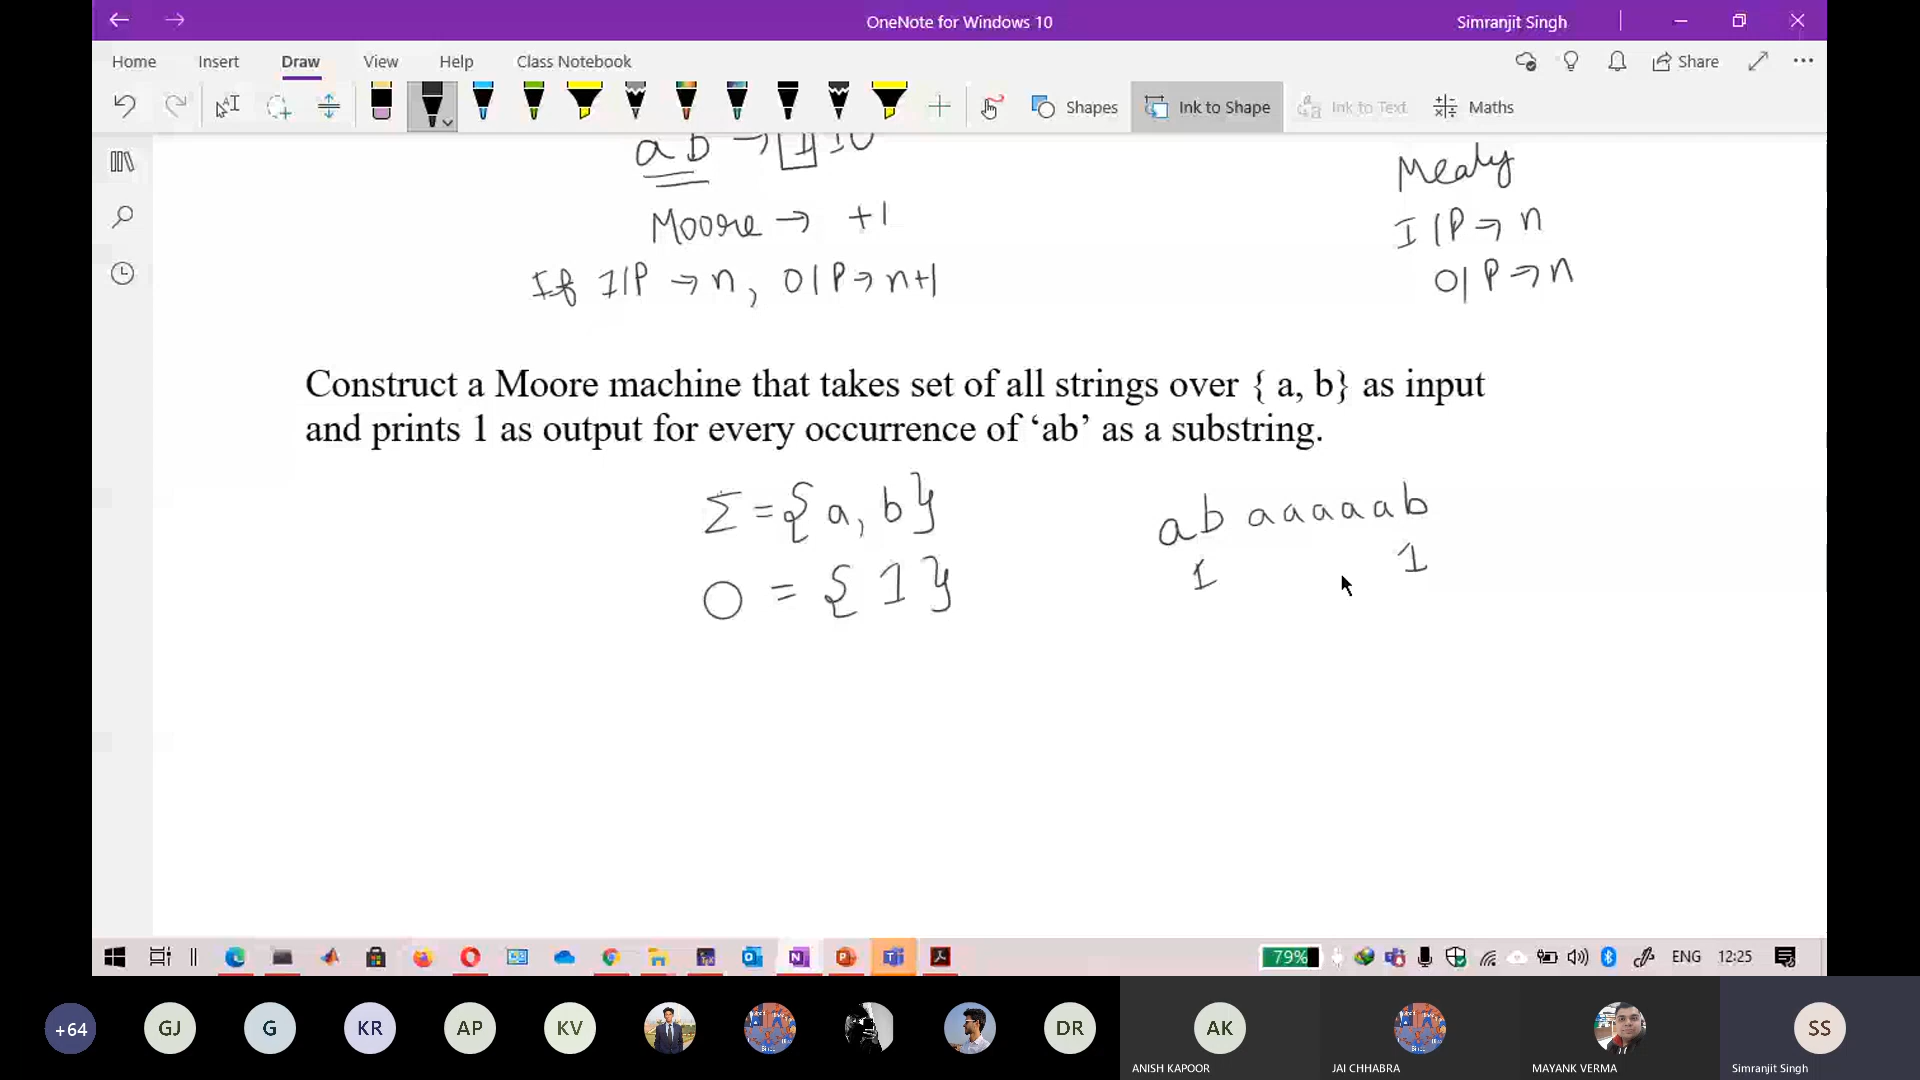 OneNote for Windows 10
Simranjit Singh
Home Insert Draw View Help Class Notebook
Share
Shapes Ink to Shape Ink to Text Maths
ab →
Moore → +1
If I/P → n, O/P → n+1
Mealy
I/P → n
O/P → n
Construct a Moore machine that takes set of all strings over { a, b} as input
and prints 1 as output for every occurrence of ‘ab’ as a substring.
Σ = { a, b }
O = { 1 }
ab aaaaab
1 1
79%
ENG 12:25
+64 GJ G KR AP KV DR AK SS
ANISH KAPOOR JAI CHHABRA MAYANK VERMA Simranjit Singh